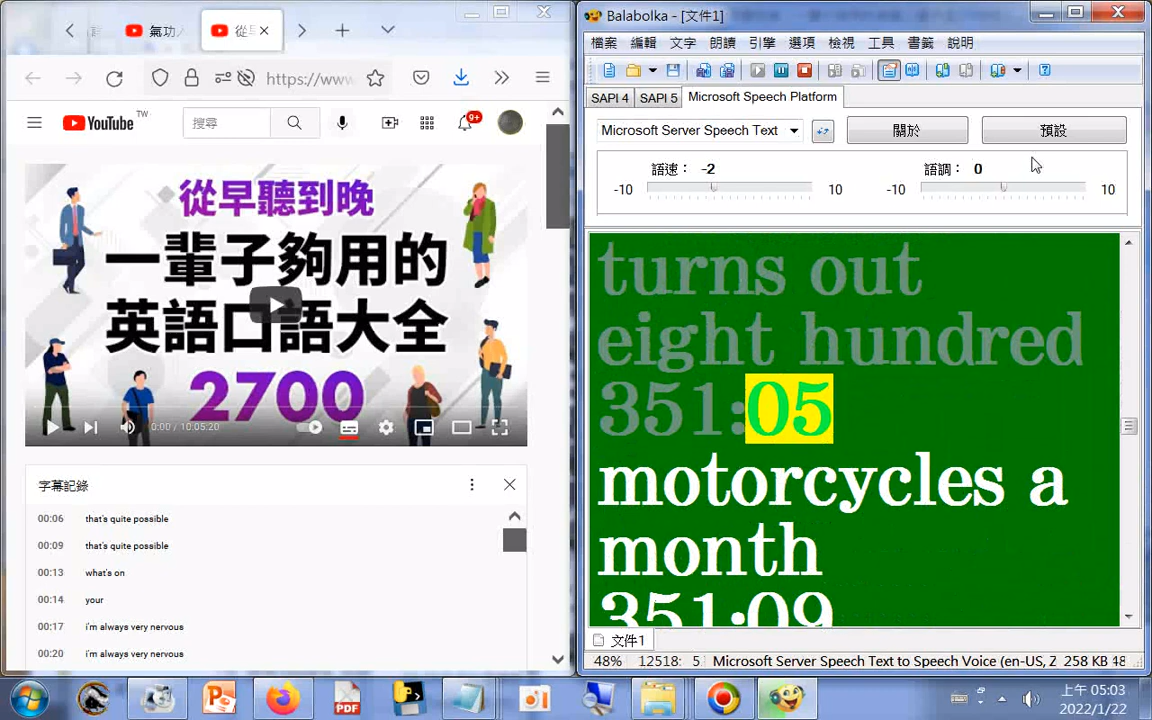 氣功
從
https://www
YouTube TW
搜尋
9+
從早聽到晚
一輩子夠用的
英語口語大全
2700
0:00 / 10:05:20
字幕記錄
00:06 that's quite possible
00:09 that's quite possible
00:13 what's on
00:14 your
00:17 i'm always very nervous
00:20 i'm always very nervous
Balabolka - [文件1]
檔案 編輯 文字 朗讀 引擎 選項 檢視 工具 書籤 說明
SAPI 4 SAPI 5 Microsoft Speech Platform
Microsoft Server Speech Text 關於 預設
語速： -2 語調： 0
-10 10 -10 10
turns out
eight hundred
351:05
motorcycles a
month
351:09
文件1
48% 12518: 5 Microsoft Server Speech Text to Speech Voice (en-US, Z 258 KB 48
上午 05:03
2022/1/22